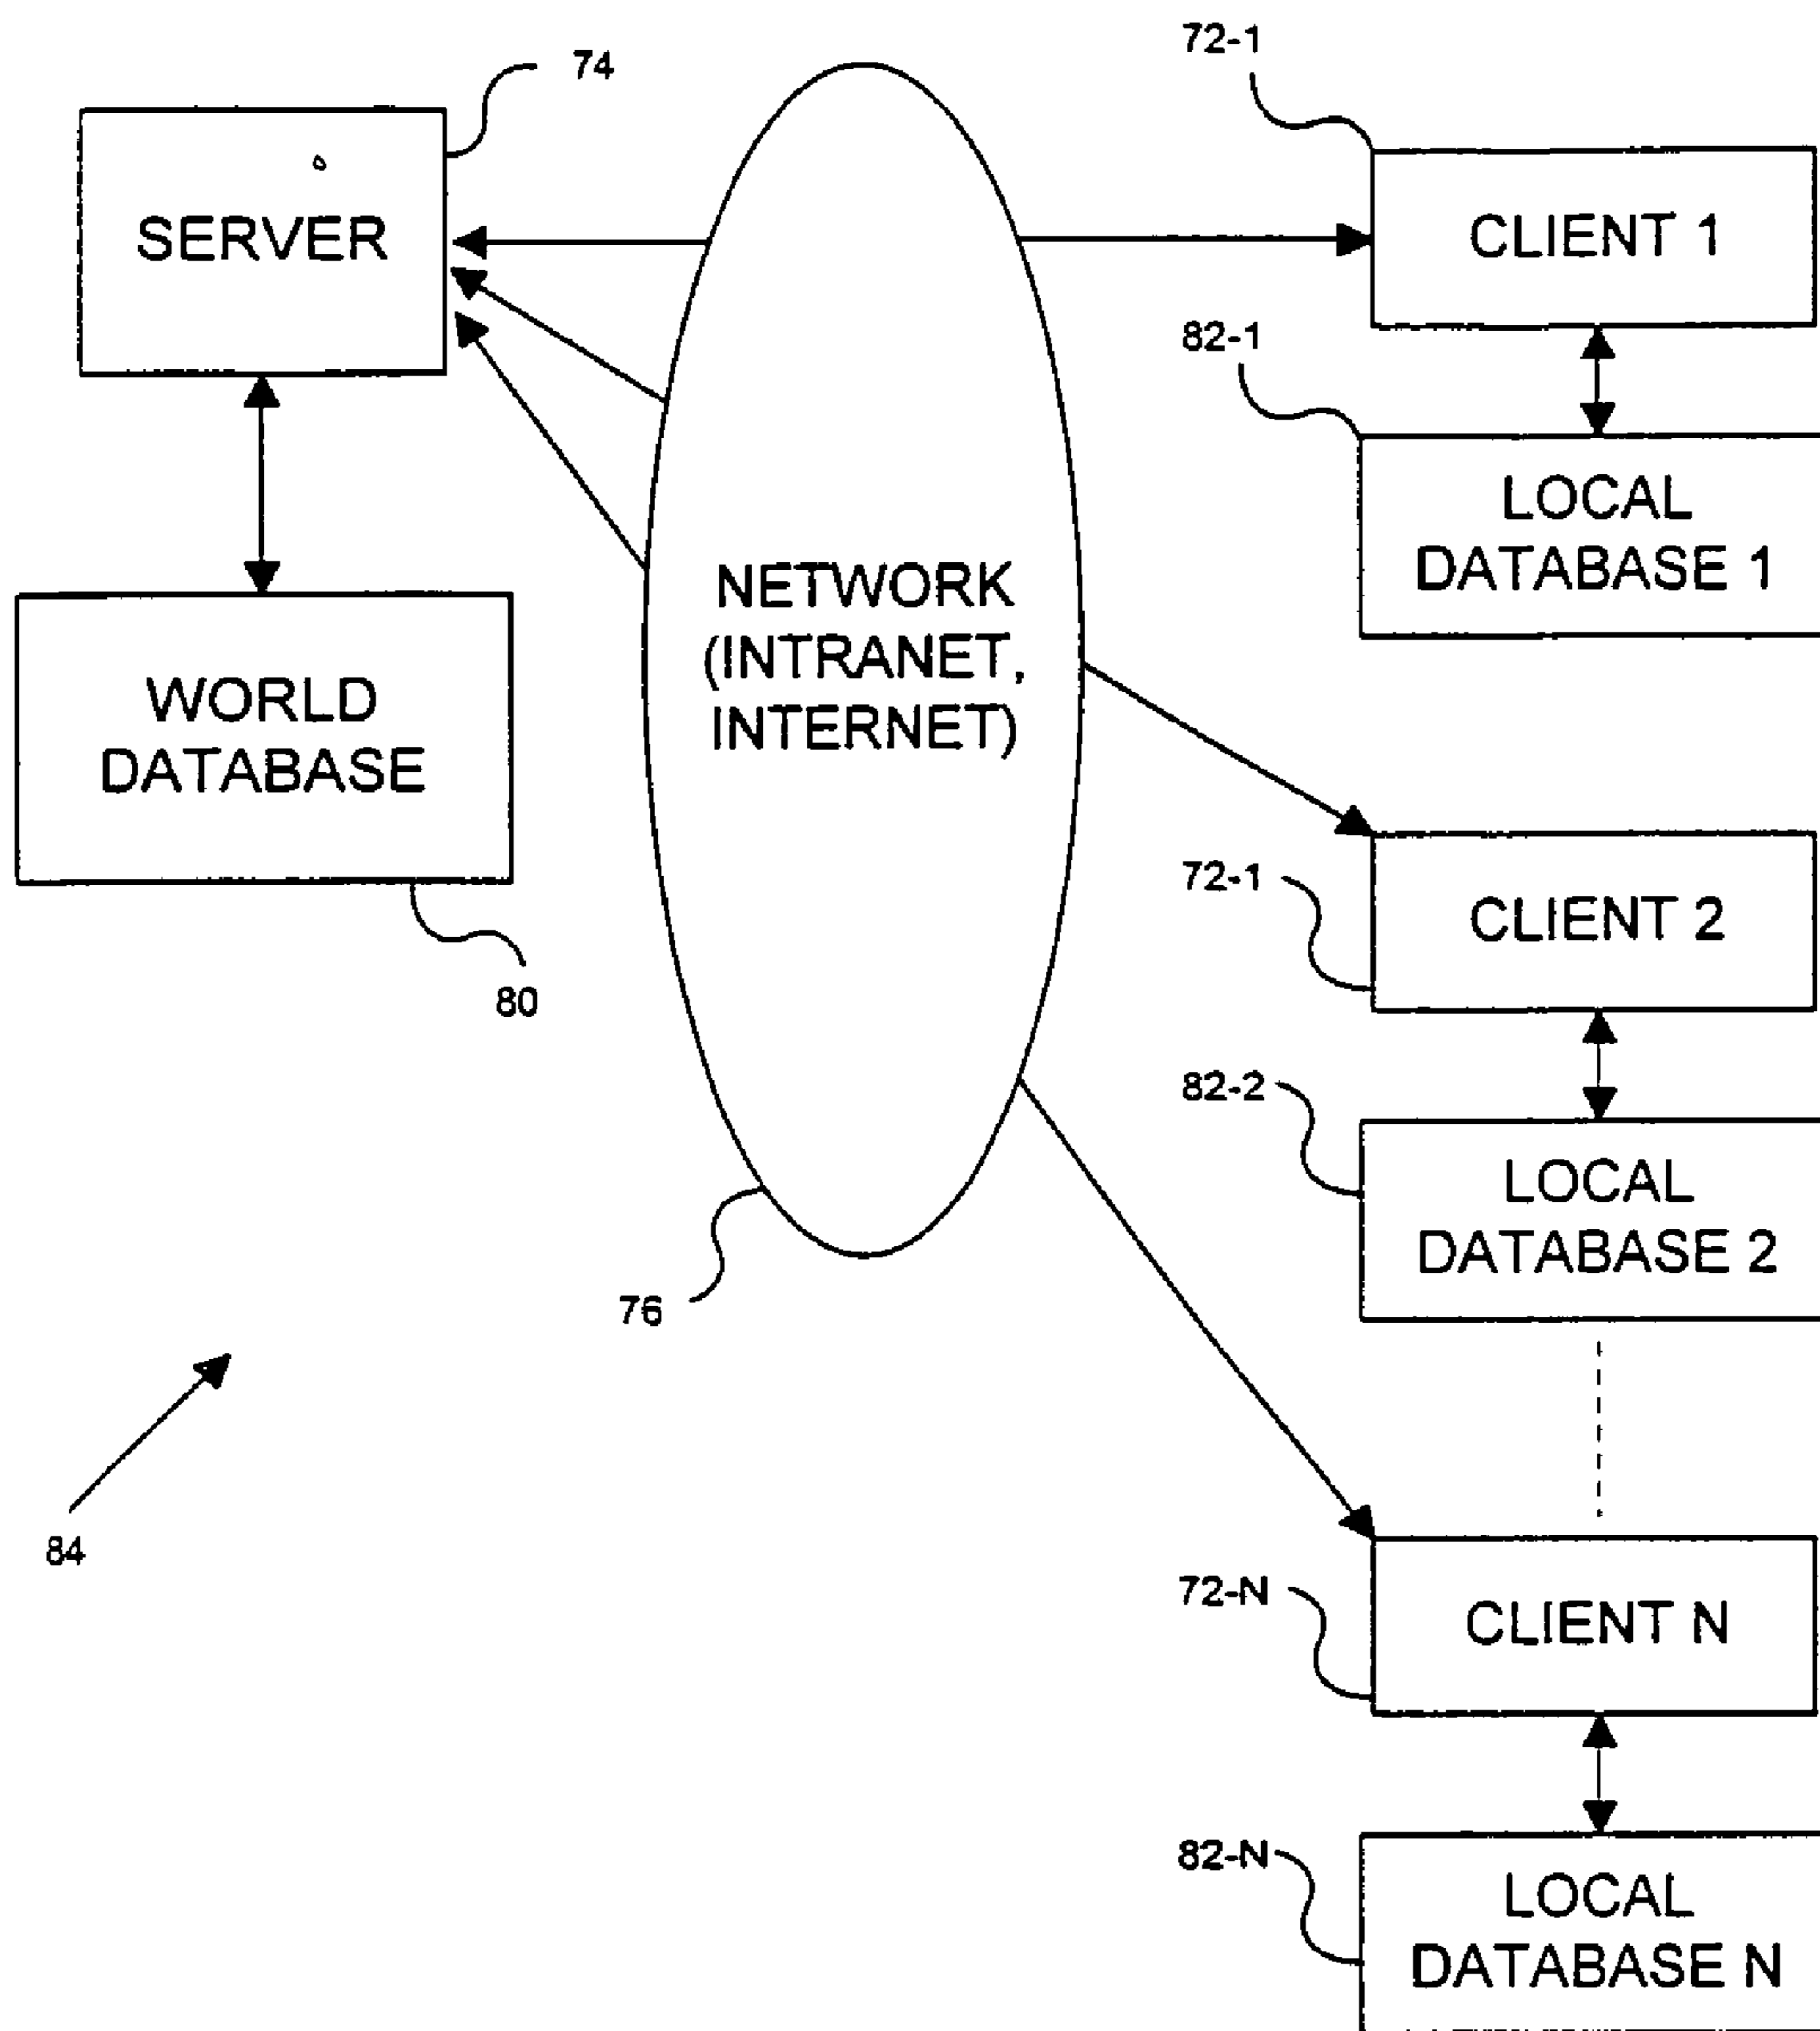 74
SERVER
WORLD
DATABASE
80
NETWORK
(INTRANET,
INTERNET)
76
84
72-1
CLIENT 1
82-1
LOCAL
DATABASE 1
72-1
CLIENT 2
82-2
LOCAL
DATABASE 2
72-N
CLIENT N
82-N
LOCAL
DATABASE N